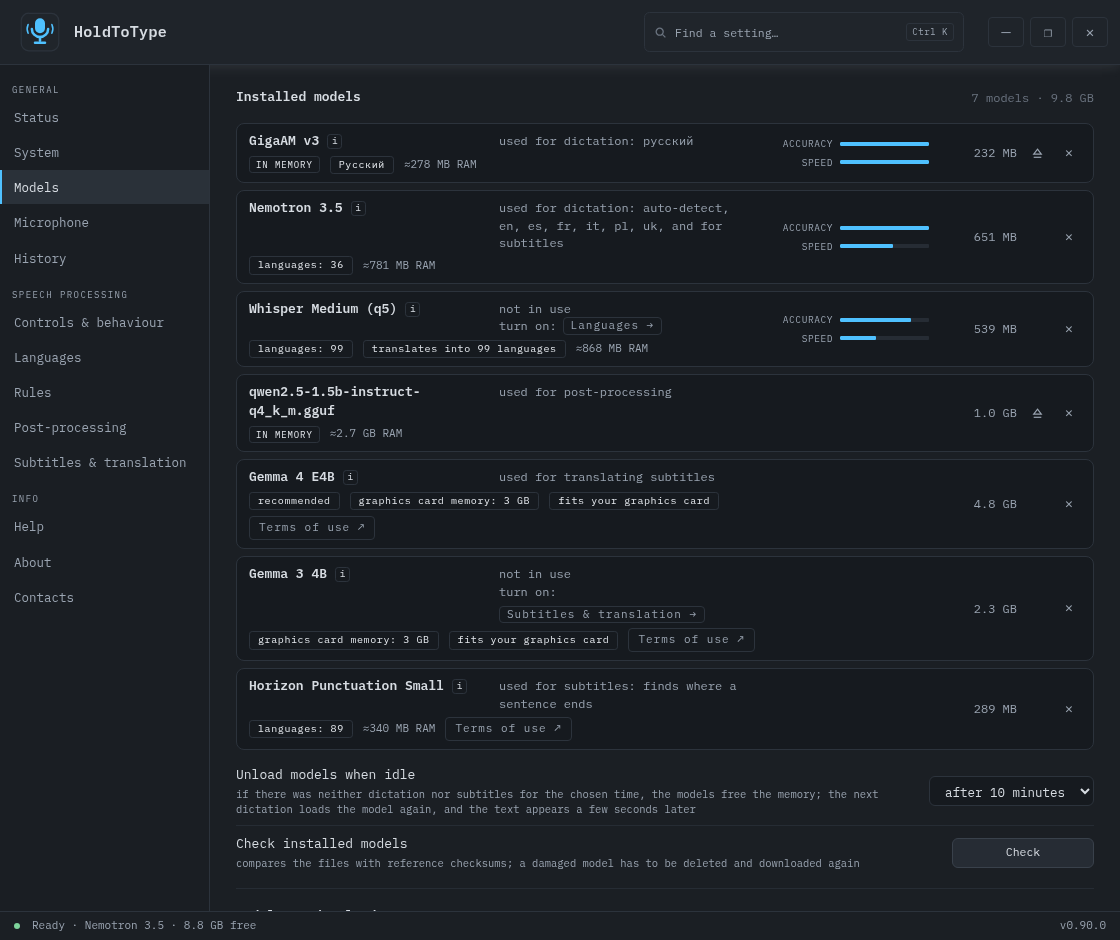 HoldToType
Find a setting…
Ctrl K
GENERAL
Status
System
Models
Microphone
History
SPEECH PROCESSING
Controls & behaviour
Languages
Rules
Post-processing
Subtitles & translation
INFO
Help
About
Contacts
Installed models
7 models · 9.8 GB
GigaAM v3 i
used for dictation: русский
ACCURACY
SPEED
232 MB
IN MEMORY Русский ≈278 MB RAM
Nemotron 3.5 i
used for dictation: auto-detect,
en, es, fr, it, pl, uk, and for
subtitles
ACCURACY
SPEED
651 MB
languages: 36 ≈781 MB RAM
Whisper Medium (q5) i
not in use
turn on: Languages →
ACCURACY
SPEED
539 MB
languages: 99 translates into 99 languages ≈868 MB RAM
qwen2.5-1.5b-instruct-
q4_k_m.gguf
used for post-processing
1.0 GB
IN MEMORY ≈2.7 GB RAM
Gemma 4 E4B i
used for translating subtitles
4.8 GB
recommended graphics card memory: 3 GB fits your graphics card
Terms of use ↗
Gemma 3 4B i
not in use
turn on:
Subtitles & translation →
2.3 GB
graphics card memory: 3 GB fits your graphics card Terms of use ↗
Horizon Punctuation Small i
used for subtitles: finds where a
sentence ends
289 MB
languages: 89 ≈340 MB RAM Terms of use ↗
Unload models when idle
if there was neither dictation nor subtitles for the chosen time, the models free the memory; the next
dictation loads the model again, and the text appears a few seconds later
after 10 minutes
Check installed models
compares the files with reference checksums; a damaged model has to be deleted and downloaded again
Check
Ready · Nemotron 3.5 · 8.8 GB free
v0.90.0